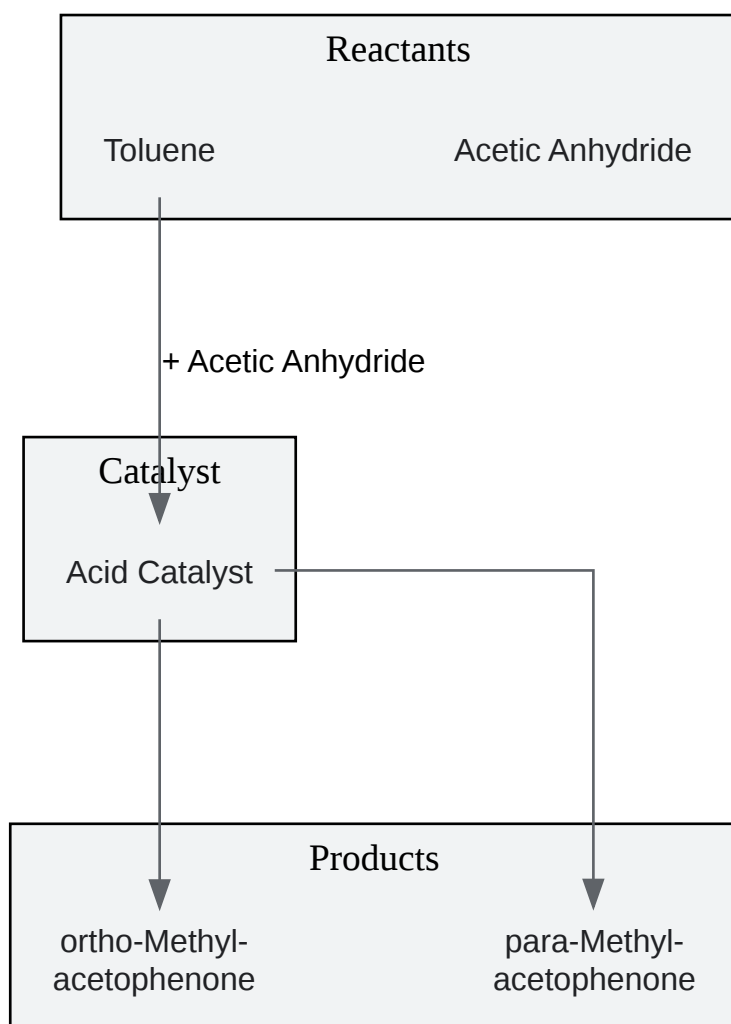 Reactants
Toluene
Acetic Anhydride
+ Acetic Anhydride
Catalyst
Acid Catalyst
Products
ortho-Methyl-
acetophenone
para-Methyl-
acetophenone